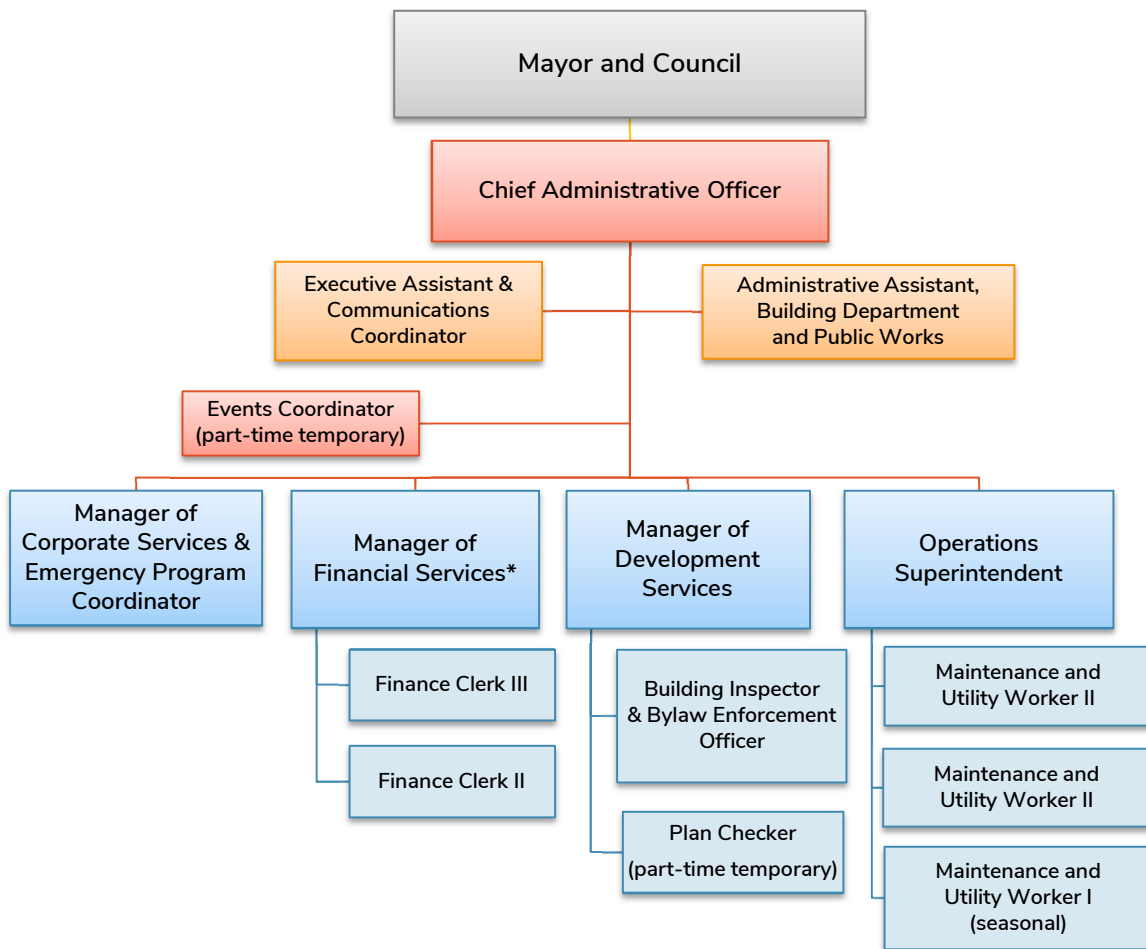 Mayor and Council
Chief Administrative Officer
Executive Assistant &
Communications
Coordinator
Administrative Assistant,
Building Department
and Public Works
Events Coordinator
(part-time temporary)
Manager of
Corporate Services &
Emergency Program
Coordinator
Manager of
Financial Services*
Manager of
Development
Services
Operations
Superintendent
Finance Clerk III
Finance Clerk II
Building Inspector
& Bylaw Enforcement
Officer
Plan Checker
(part-time temporary)
Maintenance and
Utility Worker II
Maintenance and
Utility Worker II
Maintenance and
Utility Worker I
(seasonal)